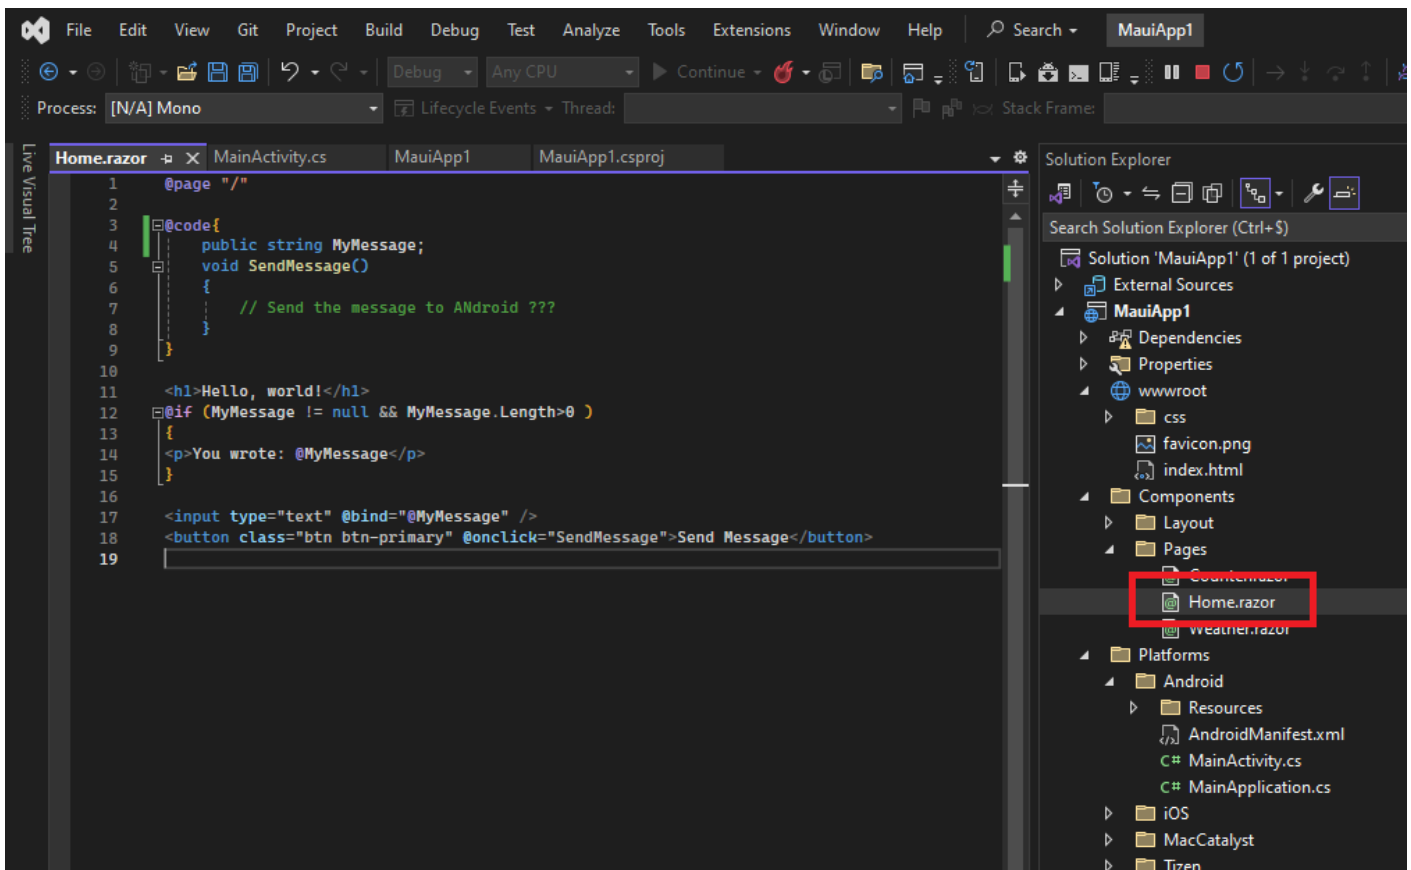 File Edit View Git Project Build Debug Test Analyze Tools Extensions Window Help Search MauiApp1
Debug Any CPU Continue
Process: [N/A] Mono Lifecycle Events Thread: Stack Frame:
Live Visual Tree
Home.razor MainActivity.cs MauiApp1 MauiApp1.csproj
1 @page "/"
2
3 @code{
4 public string MyMessage;
5 void SendMessage()
6 {
7 // Send the message to ANdroid ???
8 }
9 }
10
11 <h1>Hello, world!</h1>
12 @if (MyMessage != null && MyMessage.Length>0 )
13 {
14 <p>You wrote: @MyMessage</p>
15 }
16
17 <input type="text" @bind="@MyMessage" />
18 <button class="btn btn-primary" @onclick="SendMessage">Send Message</button>
19
Solution Explorer
Search Solution Explorer (Ctrl+$)
Solution 'MauiApp1' (1 of 1 project)
External Sources
MauiApp1
Dependencies
Properties
wwwroot
css
favicon.png
index.html
Components
Layout
Pages
Counter.razor
Home.razor
Weather.razor
Platforms
Android
Resources
AndroidManifest.xml
C# MainActivity.cs
C# MainApplication.cs
iOS
MacCatalyst
Tizen